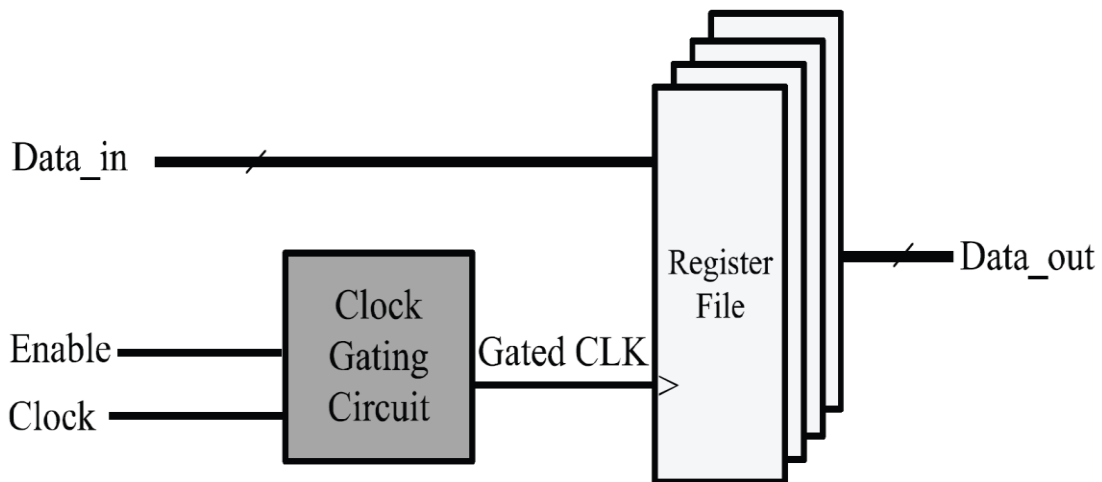 Data_in
Register
File
Data_out
Clock
Gating
Circuit
Enable
Clock
Gated CLK